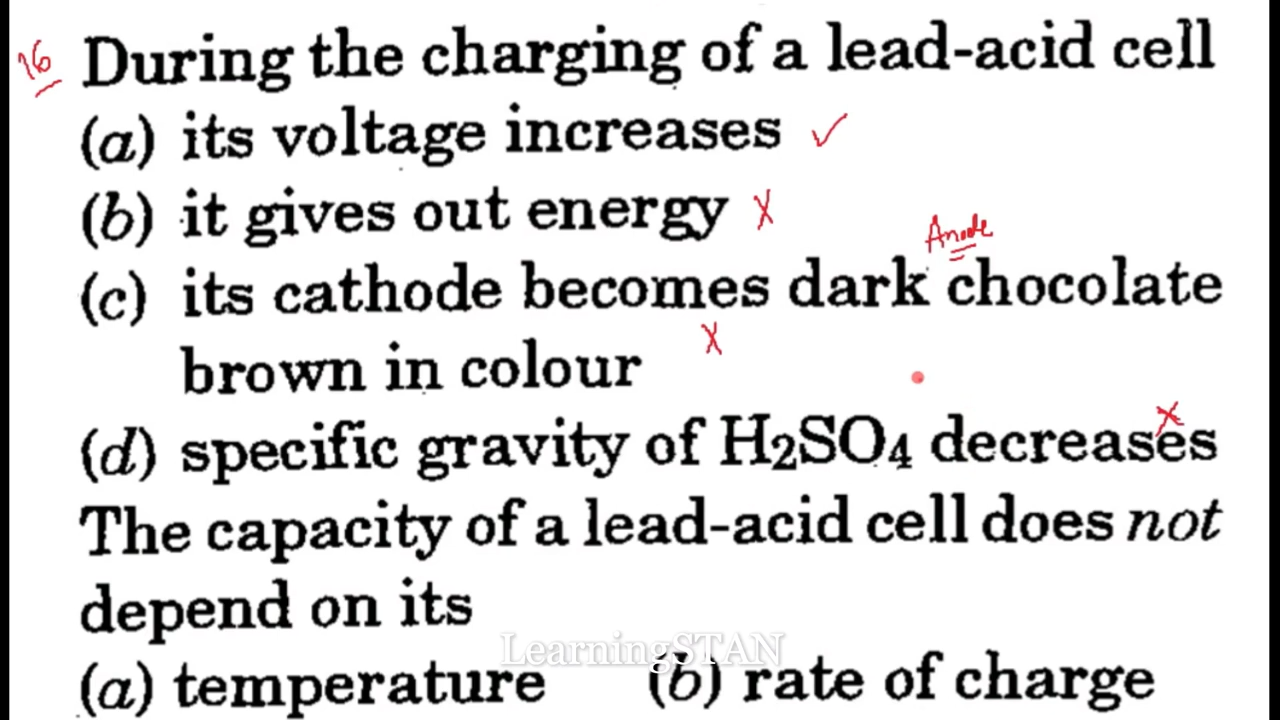 16 During the charging of a lead-acid cell
(a) its voltage increases ✓
(b) it gives out energy X
Anode
(c) its cathode becomes dark chocolate
brown in colour X
(d) specific gravity of H₂SO₄ decreases X
The capacity of a lead-acid cell does not
depend on its
LearningSTAN
(a) temperature (b) rate of charge